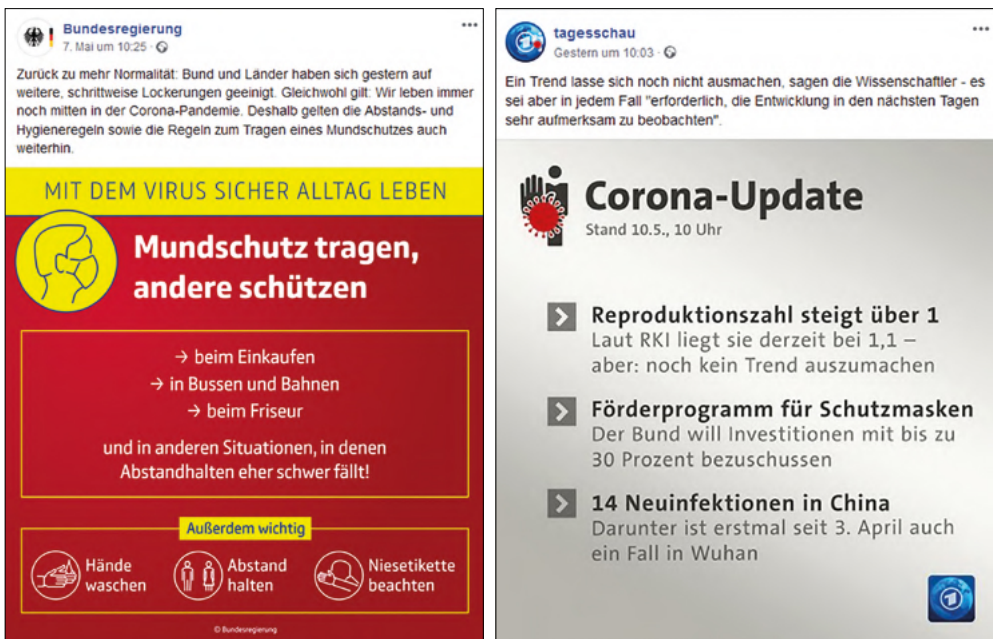 Bundesregierung
7. Mai um 10:25 ·
Zurück zu mehr Normalität: Bund und Länder haben sich gestern auf
weitere, schrittweise Lockerungen geeinigt. Gleichwohl gilt: Wir leben immer
noch mitten in der Corona-Pandemie. Deshalb gelten die Abstands- und
Hygieneregeln sowie die Regeln zum Tragen eines Mundschutzes auch
weiterhin.
MIT DEM VIRUS SICHER ALLTAG LEBEN
Mundschutz tragen,
andere schützen
→ beim Einkaufen
→ in Bussen und Bahnen
→ beim Friseur
und in anderen Situationen, in denen
Abstandhalten eher schwer fällt!
Außerdem wichtig
Hände
waschen
Abstand
halten
Niesetikette
beachten
© Bundesregierung
tagesschau
Gestern um 10:03 ·
Ein Trend lasse sich noch nicht ausmachen, sagen die Wissenschaftler - es
sei aber in jedem Fall "erforderlich, die Entwicklung in den nächsten Tagen
sehr aufmerksam zu beobachten".
Corona-Update
Stand 10.5., 10 Uhr
Reproduktionszahl steigt über 1
Laut RKI liegt sie derzeit bei 1,1 –
aber: noch kein Trend auszumachen
Förderprogramm für Schutzmasken
Der Bund will Investitionen mit bis zu
30 Prozent bezuschussen
14 Neuinfektionen in China
Darunter ist erstmal seit 3. April auch
ein Fall in Wuhan